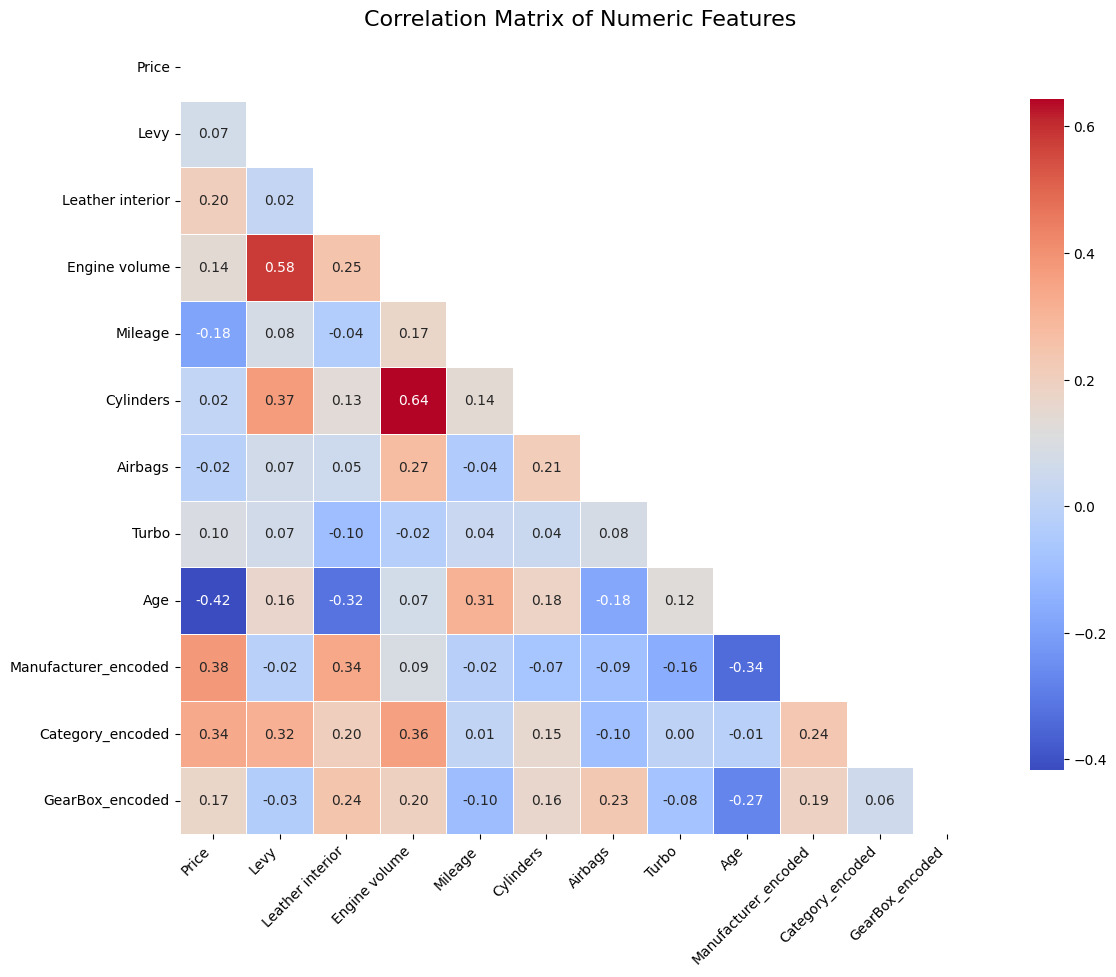 Correlation Matrix of Numeric Features
Price
Levy
0.07
Leather interior
0.20 0.02
Engine volume
0.14 0.58 0.25
Mileage
-0.18 0.08 -0.04 0.17
Cylinders
0.02 0.37 0.13 0.64 0.14
Airbags
-0.02 0.07 0.05 0.27 -0.04 0.21
Turbo
0.10 0.07 -0.10 -0.02 0.04 0.04 0.08
Age
-0.42 0.16 -0.32 0.07 0.31 0.18 -0.18 0.12
Manufacturer_encoded
0.38 -0.02 0.34 0.09 -0.02 -0.07 -0.09 -0.16 -0.34
Category_encoded
0.34 0.32 0.20 0.36 0.01 0.15 -0.10 0.00 -0.01 0.24
GearBox_encoded
0.17 -0.03 0.24 0.20 -0.10 0.16 0.23 -0.08 -0.27 0.19 0.06
Price
Levy
Leather interior
Engine volume
Mileage
Cylinders
Airbags
Turbo
Age
Manufacturer_encoded
Category_encoded
GearBox_encoded
0.6
0.4
0.2
0.0
−0.2
−0.4